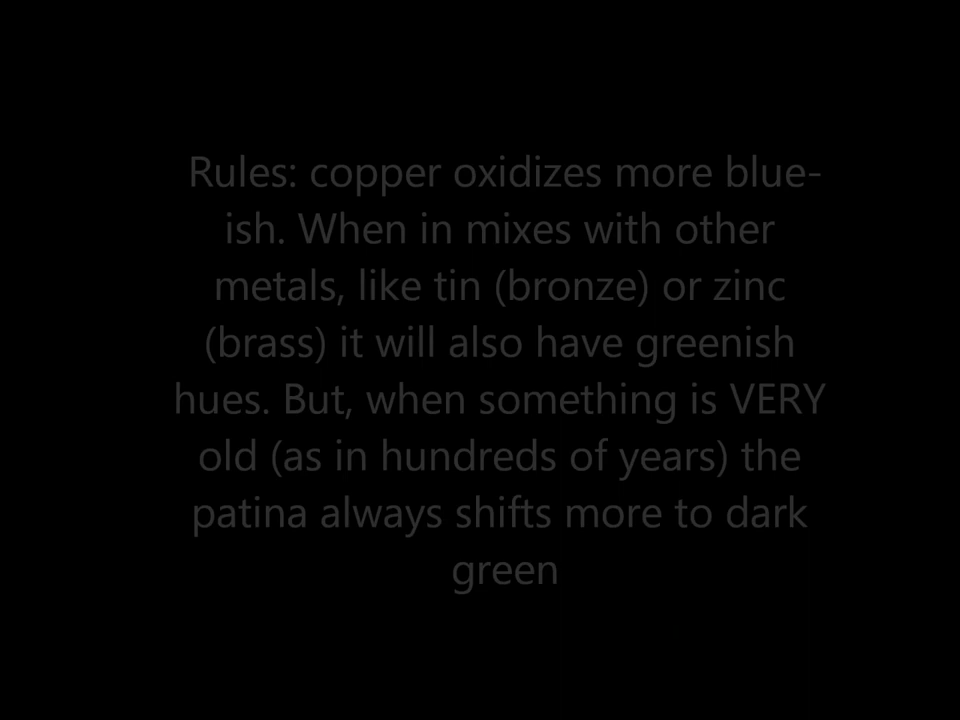 Rules: copper oxidizes more blue-
ish. When in mixes with other
metals, like tin (bronze) or zinc
(brass) it will also have greenish
hues. But, when something is VERY
old (as in hundreds of years) the
patina always shifts more to dark
green